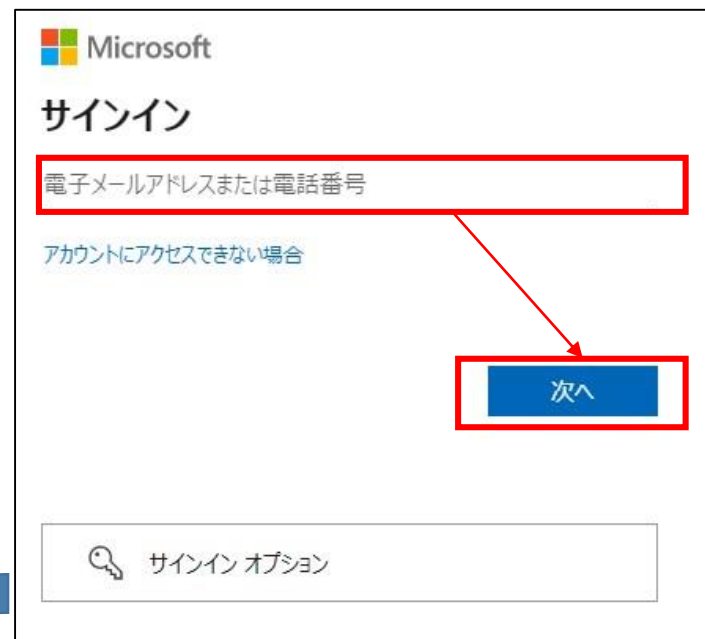 Microsoft
サインイン
電子メールアドレスまたは電話番号
アカウントにアクセスできない場合
次へ
サインイン オプション